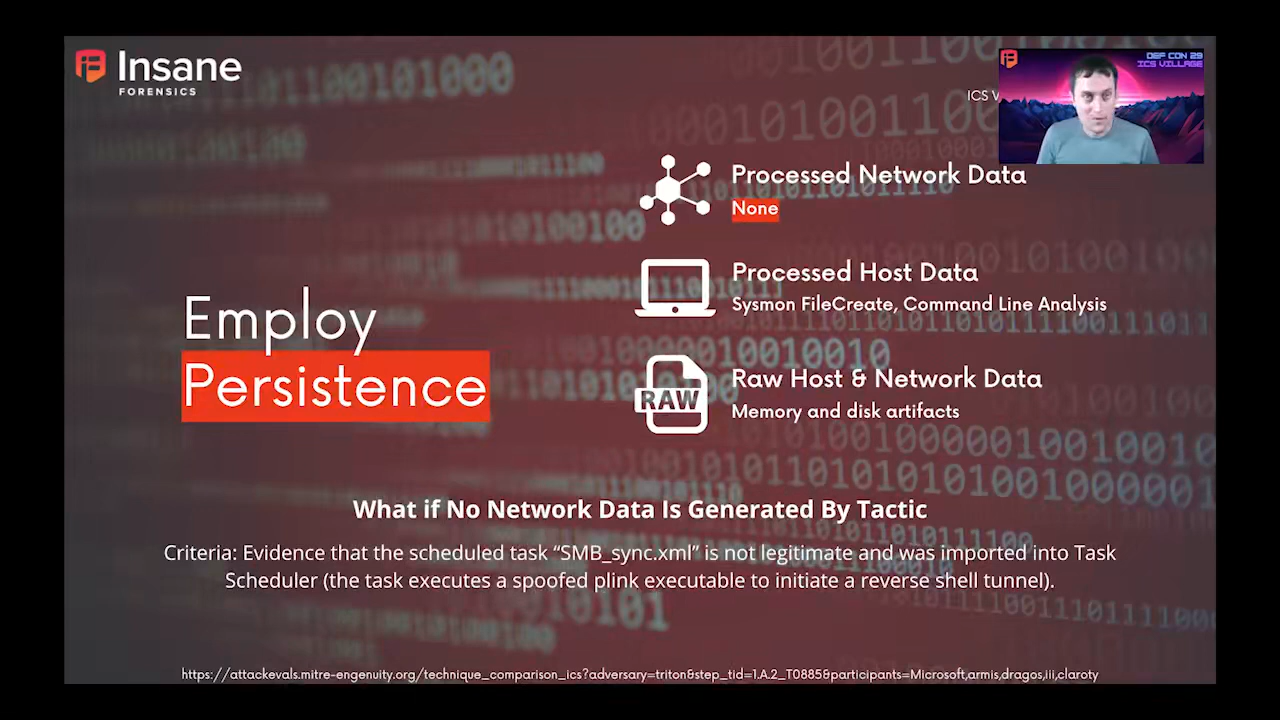 Insane
FORENSICS
DEF CON 29
ICS VILLAGE
ICS V
Processed Network Data
None
Processed Host Data
Sysmon FileCreate, Command Line Analysis
Employ
Persistence
RAW
Raw Host & Network Data
Memory and disk artifacts
What if No Network Data Is Generated By Tactic
Criteria: Evidence that the scheduled task “SMB_sync.xml” is not legitimate and was imported into Task
Scheduler (the task executes a spoofed plink executable to initiate a reverse shell tunnel).
https://attackevals.mitre-engenuity.org/technique_comparison_ics?adversary=triton&step_tid=1.A.2_T0885&participants=Microsoft,armis,dragos,iii,claroty